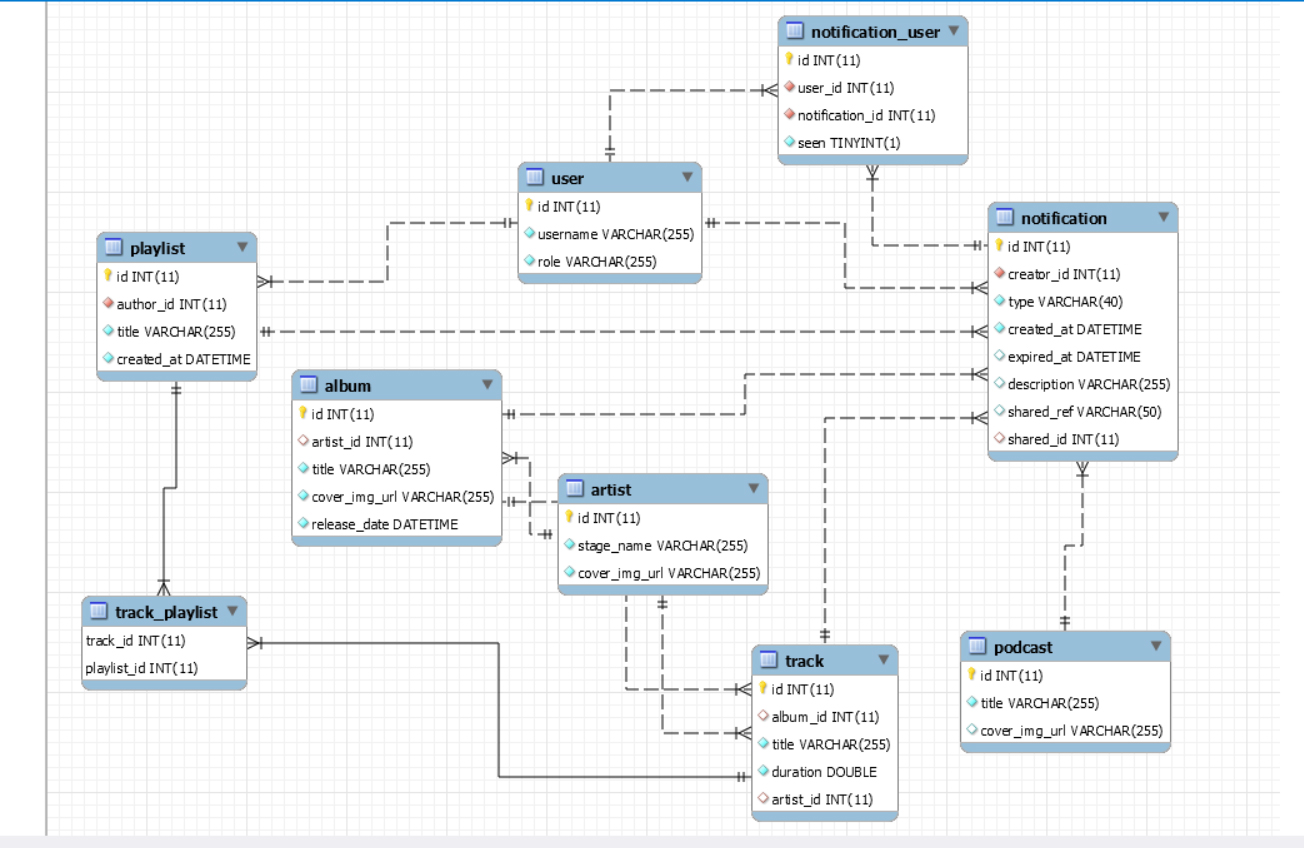 notification_user
id INT(11)
user_id INT(11)
notification_id INT(11)
seen TINYINT(1)
user
id INT(11)
username VARCHAR(255)
role VARCHAR(255)
notification
id INT(11)
creator_id INT(11)
type VARCHAR(40)
created_at DATETIME
expired_at DATETIME
description VARCHAR(255)
shared_ref VARCHAR(50)
shared_id INT(11)
playlist
id INT(11)
author_id INT(11)
title VARCHAR(255)
created_at DATETIME
album
id INT(11)
artist_id INT(11)
title VARCHAR(255)
cover_img_url VARCHAR(255)
release_date DATETIME
artist
id INT(11)
stage_name VARCHAR(255)
cover_img_url VARCHAR(255)
track_playlist
track_id INT(11)
playlist_id INT(11)
track
id INT(11)
album_id INT(11)
title VARCHAR(255)
duration DOUBLE
artist_id INT(11)
podcast
id INT(11)
title VARCHAR(255)
cover_img_url VARCHAR(255)